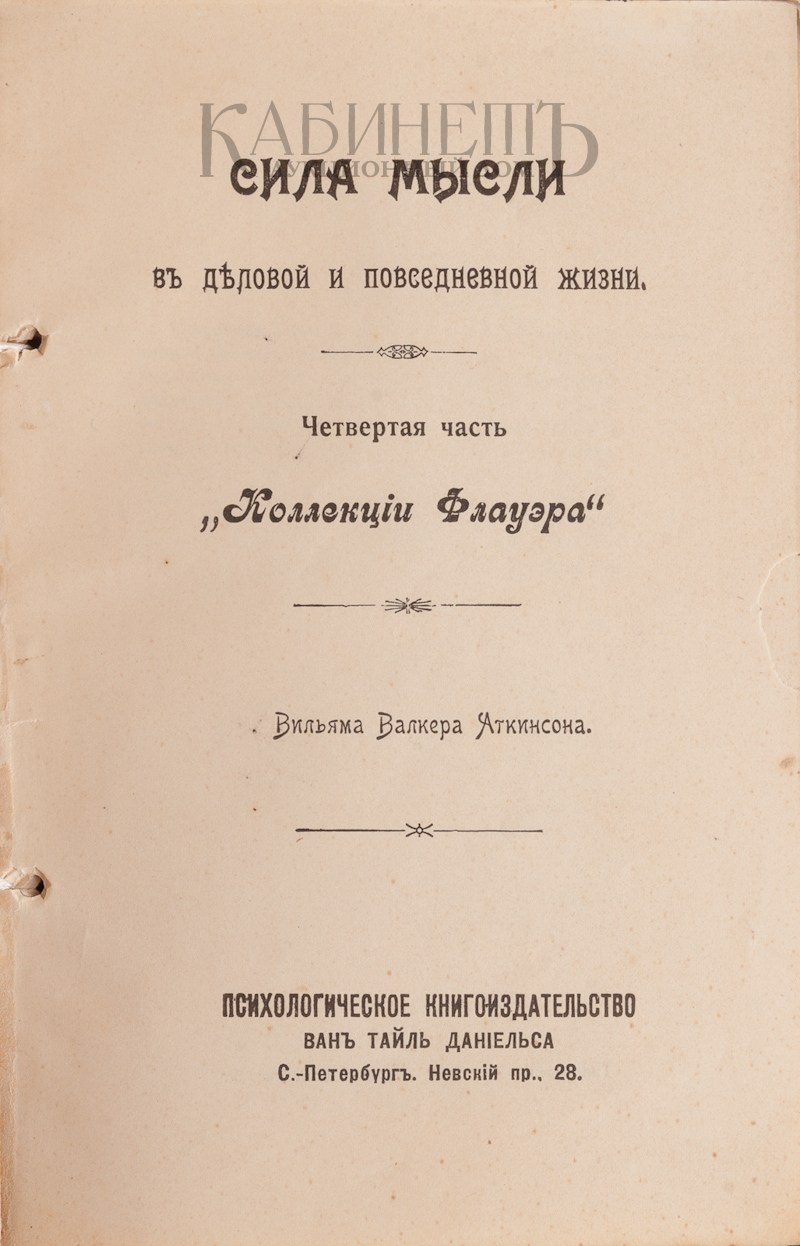 КАБИНЕТЪ
СИЛА МЫСЛИ
въ дѣловой и повседневной жизни.
Четвертая часть
„Коллекціи Флауэра“
Вильяма Валкера Аткинсона.
ПСИХОЛОГИЧЕСКОЕ КНИГОИЗДАТЕЛЬСТВО
ВАНЪ ТАЙЛЬ ДАНІЕЛЬСА
С.-Петербургъ. Невскій пр., 28.